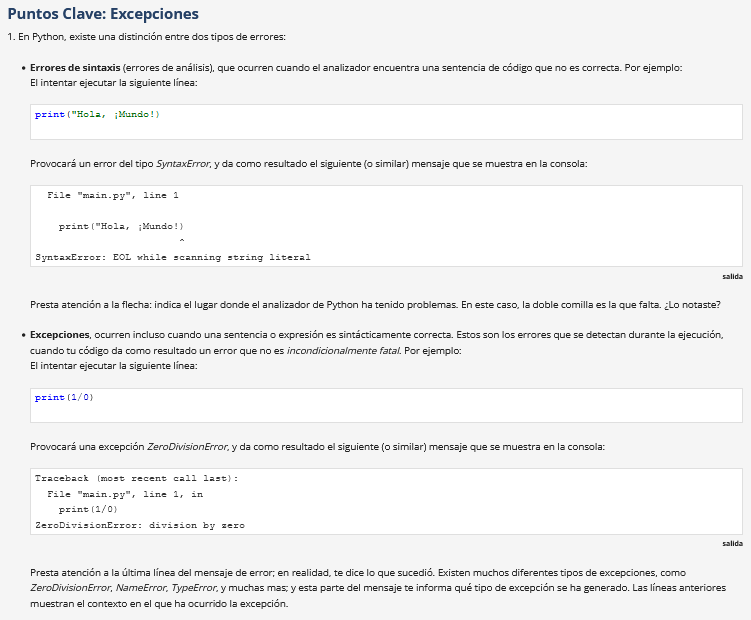 Puntos Clave: Excepciones
1. En Python, existe una distinción entre dos tipos de errores:
• Errores de sintaxis (errores de análisis), que ocurren cuando el analizador encuentra una sentencia de código que no es correcta. Por ejemplo:
El intentar ejecutar la siguiente línea:
print("Hola, ¡Mundo!)
Provocará un error del tipo SyntaxError, y da como resultado el siguiente (o similar) mensaje que se muestra en la consola:
File "main.py", line 1
print("Hola, ¡Mundo!)
^
SyntaxError: EOL while scanning string literal
salida
Presta atención a la flecha: indica el lugar donde el analizador de Python ha tenido problemas. En este caso, la doble comilla es la que falta. ¿Lo notaste?
• Excepciones, ocurren incluso cuando una sentencia o expresión es sintácticamente correcta. Estos son los errores que se detectan durante la ejecución,
cuando tu código da como resultado un error que no es incondicionalmente fatal. Por ejemplo:
El intentar ejecutar la siguiente línea:
print(1/0)
Provocará una excepción ZeroDivisionError, y da como resultado el siguiente (o similar) mensaje que se muestra en la consola:
Traceback (most recent call last):
File "main.py", line 1, in
print(1/0)
ZeroDivisionError: division by zero
salida
Presta atención a la última línea del mensaje de error; en realidad, te dice lo que sucedió. Existen muchos diferentes tipos de excepciones, como
ZeroDivisionError, NameError, TypeError, y muchas mas; y esta parte del mensaje te informa qué tipo de excepción se ha generado. Las líneas anteriores
muestran el contexto en el que ha ocurrido la excepción.